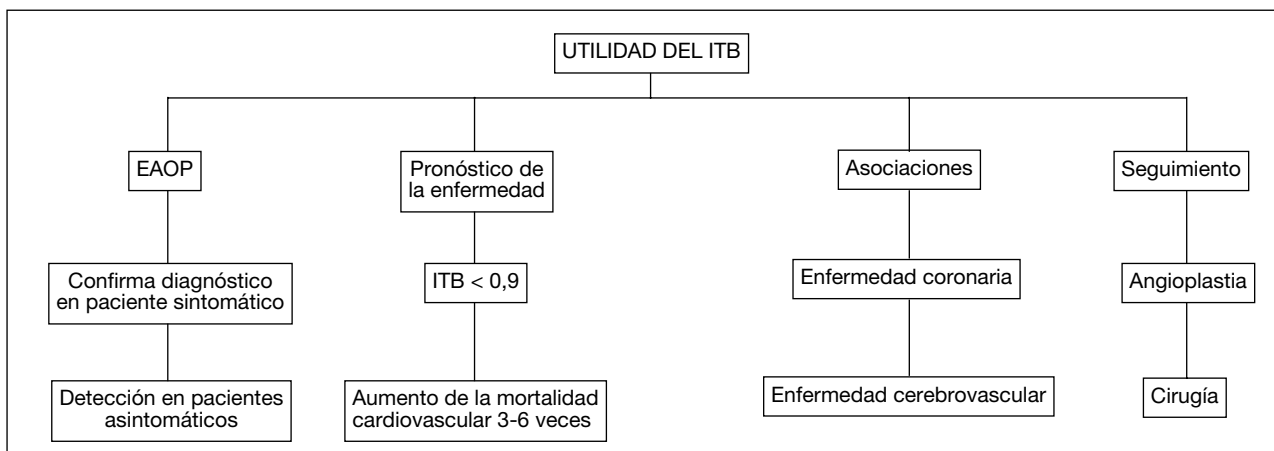 UTILIDAD DEL ITB
EAOP
Pronóstico de
la enfermedad
Asociaciones
Seguimiento
Confirma diagnóstico
en paciente sintomático
ITB < 0,9
Enfermedad coronaria
Angioplastia
Detección en pacientes
asintomáticos
Aumento de la mortalidad
cardiovascular 3-6 veces
Enfermedad cerebrovascular
Cirugía